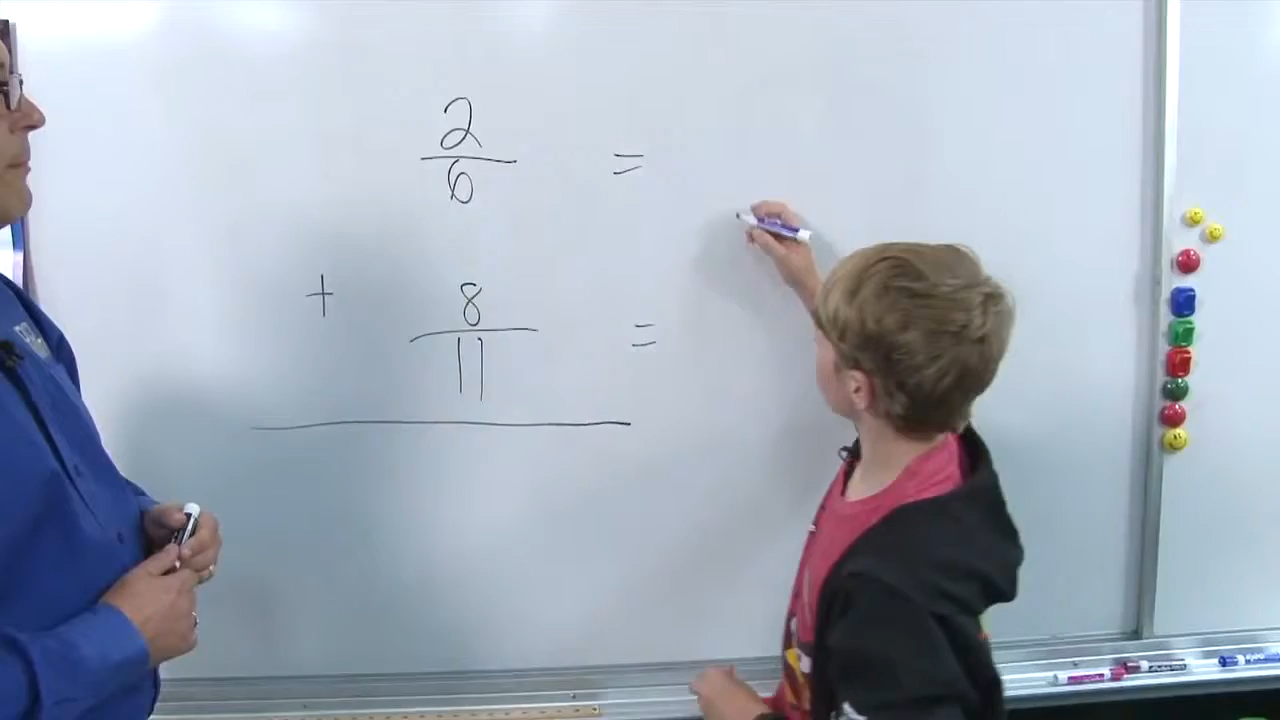 2
6 =
+ 8
11 =